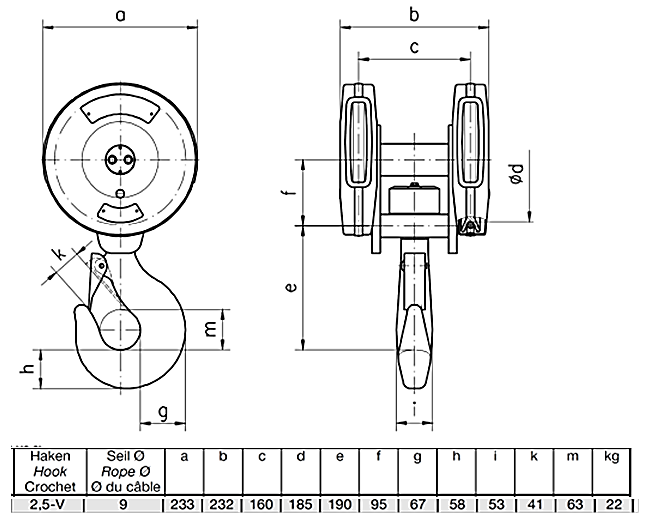 a
b
c
f
Ød
k
e
m
h
g
i
Haken Seil Ø a b c d e f g h i k m kg
Hook Rope Ø
Crochet Ø du câble
2,5-V 9 233 232 160 185 190 95 67 58 53 41 63 22